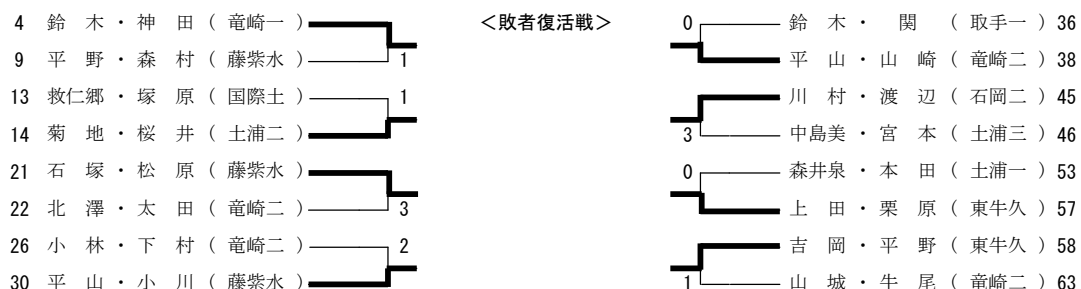 4 鈴 木 ・ 神 田 ( 竜崎一 )
9 平 野 ・ 森 村 ( 藤紫水 ) 1
13 救仁郷 ・ 塚 原 ( 国際土 ) 1
14 菊 地 ・ 桜 井 ( 土浦二 )
21 石 塚 ・ 松 原 ( 藤紫水 )
22 北 澤 ・ 太 田 ( 竜崎二 ) 3
26 小 林 ・ 下 村 ( 竜崎二 ) 2
30 平 山 ・ 小 川 ( 藤紫水 )
<敗者復活戦>
0 鈴 木 ・ 関 ( 取手一 ) 36
平 山 ・ 山 崎 ( 竜崎二 ) 38
川 村 ・ 渡 辺 ( 石岡二 ) 45
3 中島美 ・ 宮 本 ( 土浦三 ) 46
0 森井泉 ・ 本 田 ( 土浦一 ) 53
上 田 ・ 栗 原 ( 東牛久 ) 57
吉 岡 ・ 平 野 ( 東牛久 ) 58
1 山 城 ・ 牛 尾 ( 竜崎二 ) 63